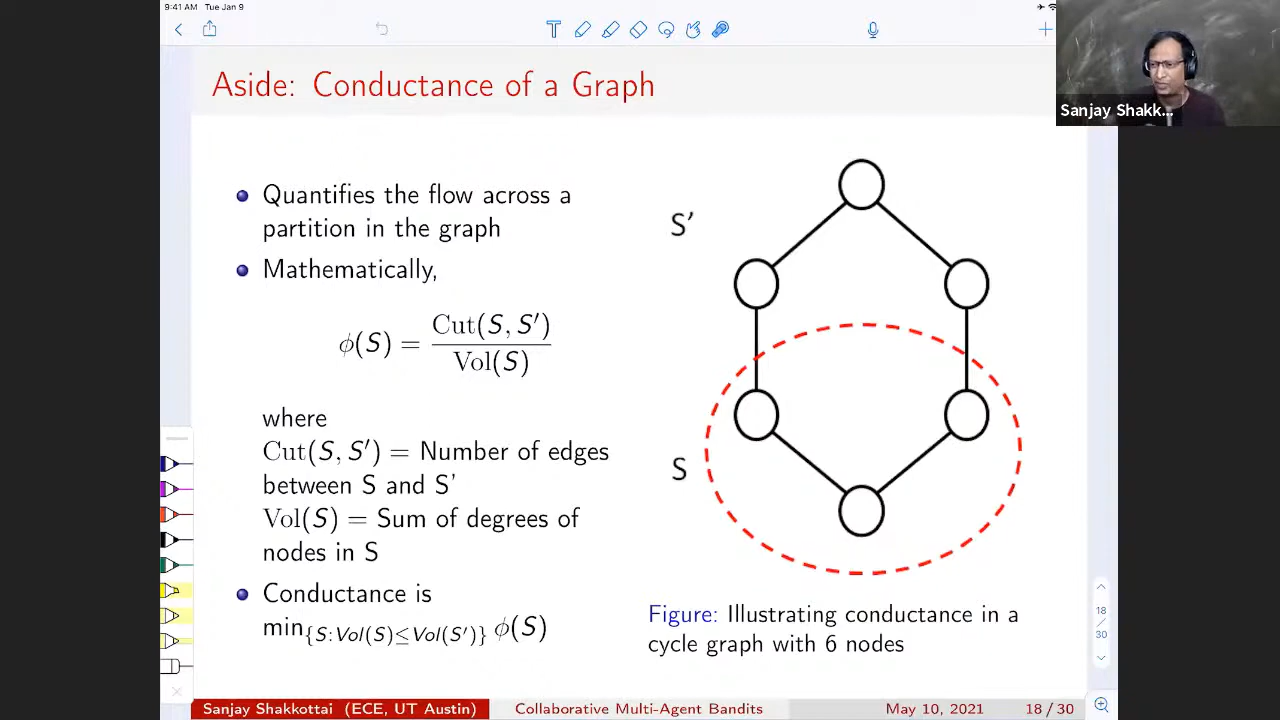 9:41 AM Tue Jan 9
Aside: Conductance of a Graph
Sanjay Shakk...
Quantifies the flow across a
partition in the graph
Mathematically,
ϕ(S) = Cut(S, S′) / Vol(S)
where
Cut(S, S′) = Number of edges
between S and S'
Vol(S) = Sum of degrees of
nodes in S
Conductance is
min{S:Vol(S)≤Vol(S′)} ϕ(S)
S'
S
Figure: Illustrating conductance in a
cycle graph with 6 nodes
18
/
30
Sanjay Shakkottai (ECE, UT Austin) Collaborative Multi-Agent Bandits May 10, 2021 18 / 30